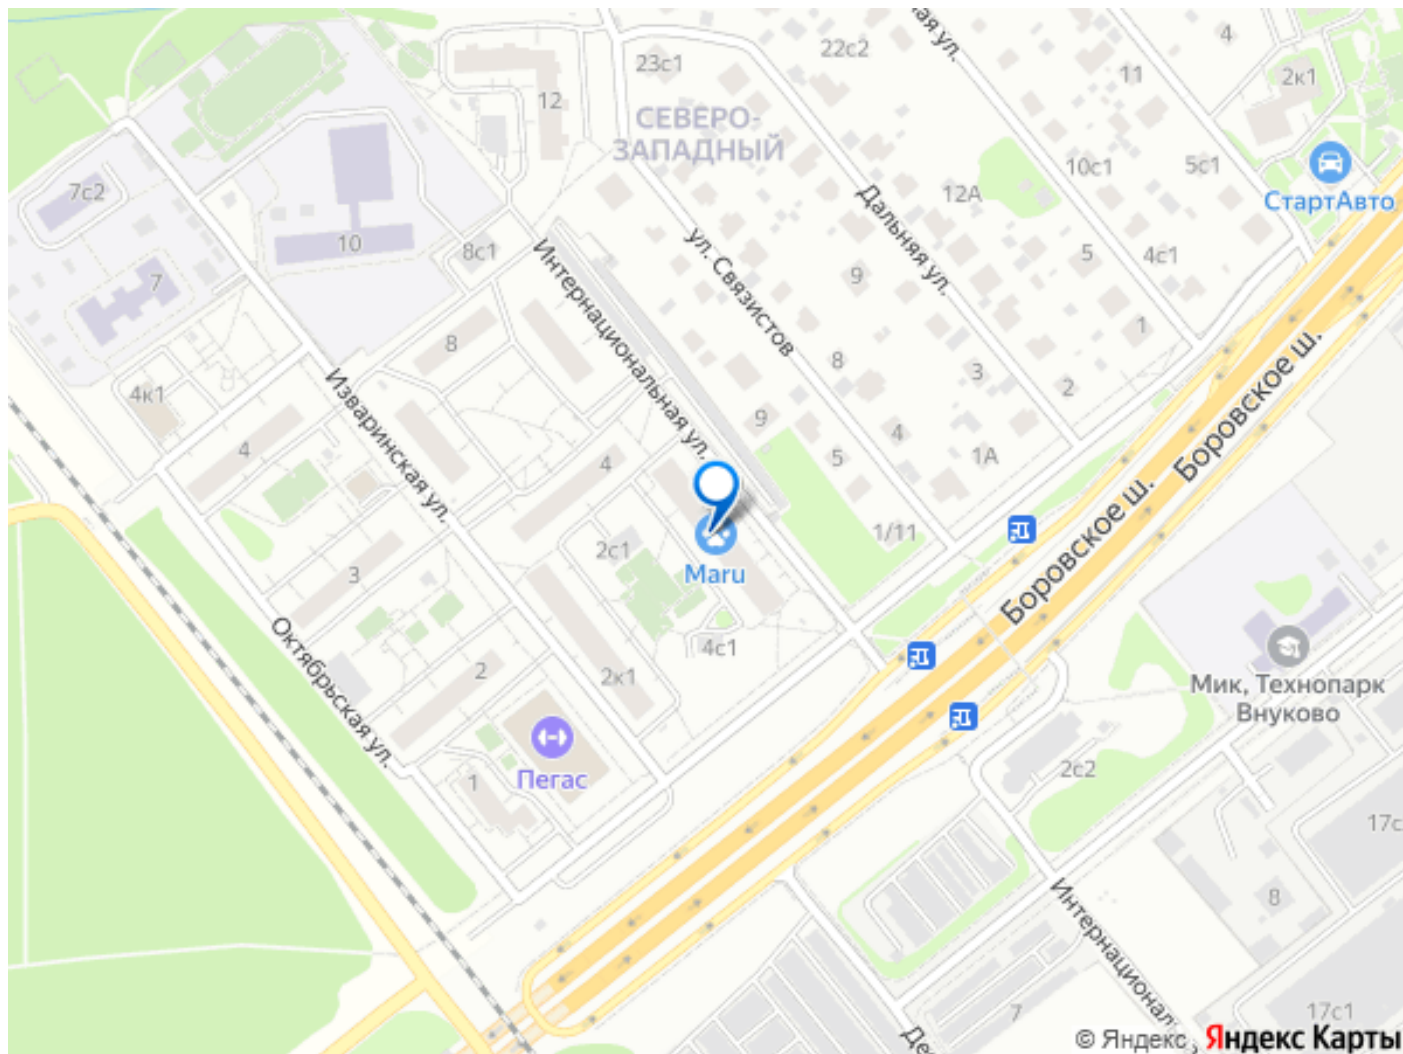 ая ул.
4
22с2
23с1
11
2к1
12
СЕВЕРО-
ЗАПАДНЫЙ
10с1
5с1
7с2
12А
СтартАвто
Дальняя ул.
10
8с1
ул. Связистов
5
4с1
7
9
Интернациональная ул.
1
8
8
3
2
Боровское ш.
4к1
Изваринская ул.
9
4
4
4
5
1А
Боровское ш.
1/11
2с1
3
Maru
Октябрьская ул.
4с1
2
2к1
Мик, Технопарк
Внуково
Пегас
1
2с2
17с
8
Интернационал
7
17с1
Дес
© Яндекс Яндекс Карты